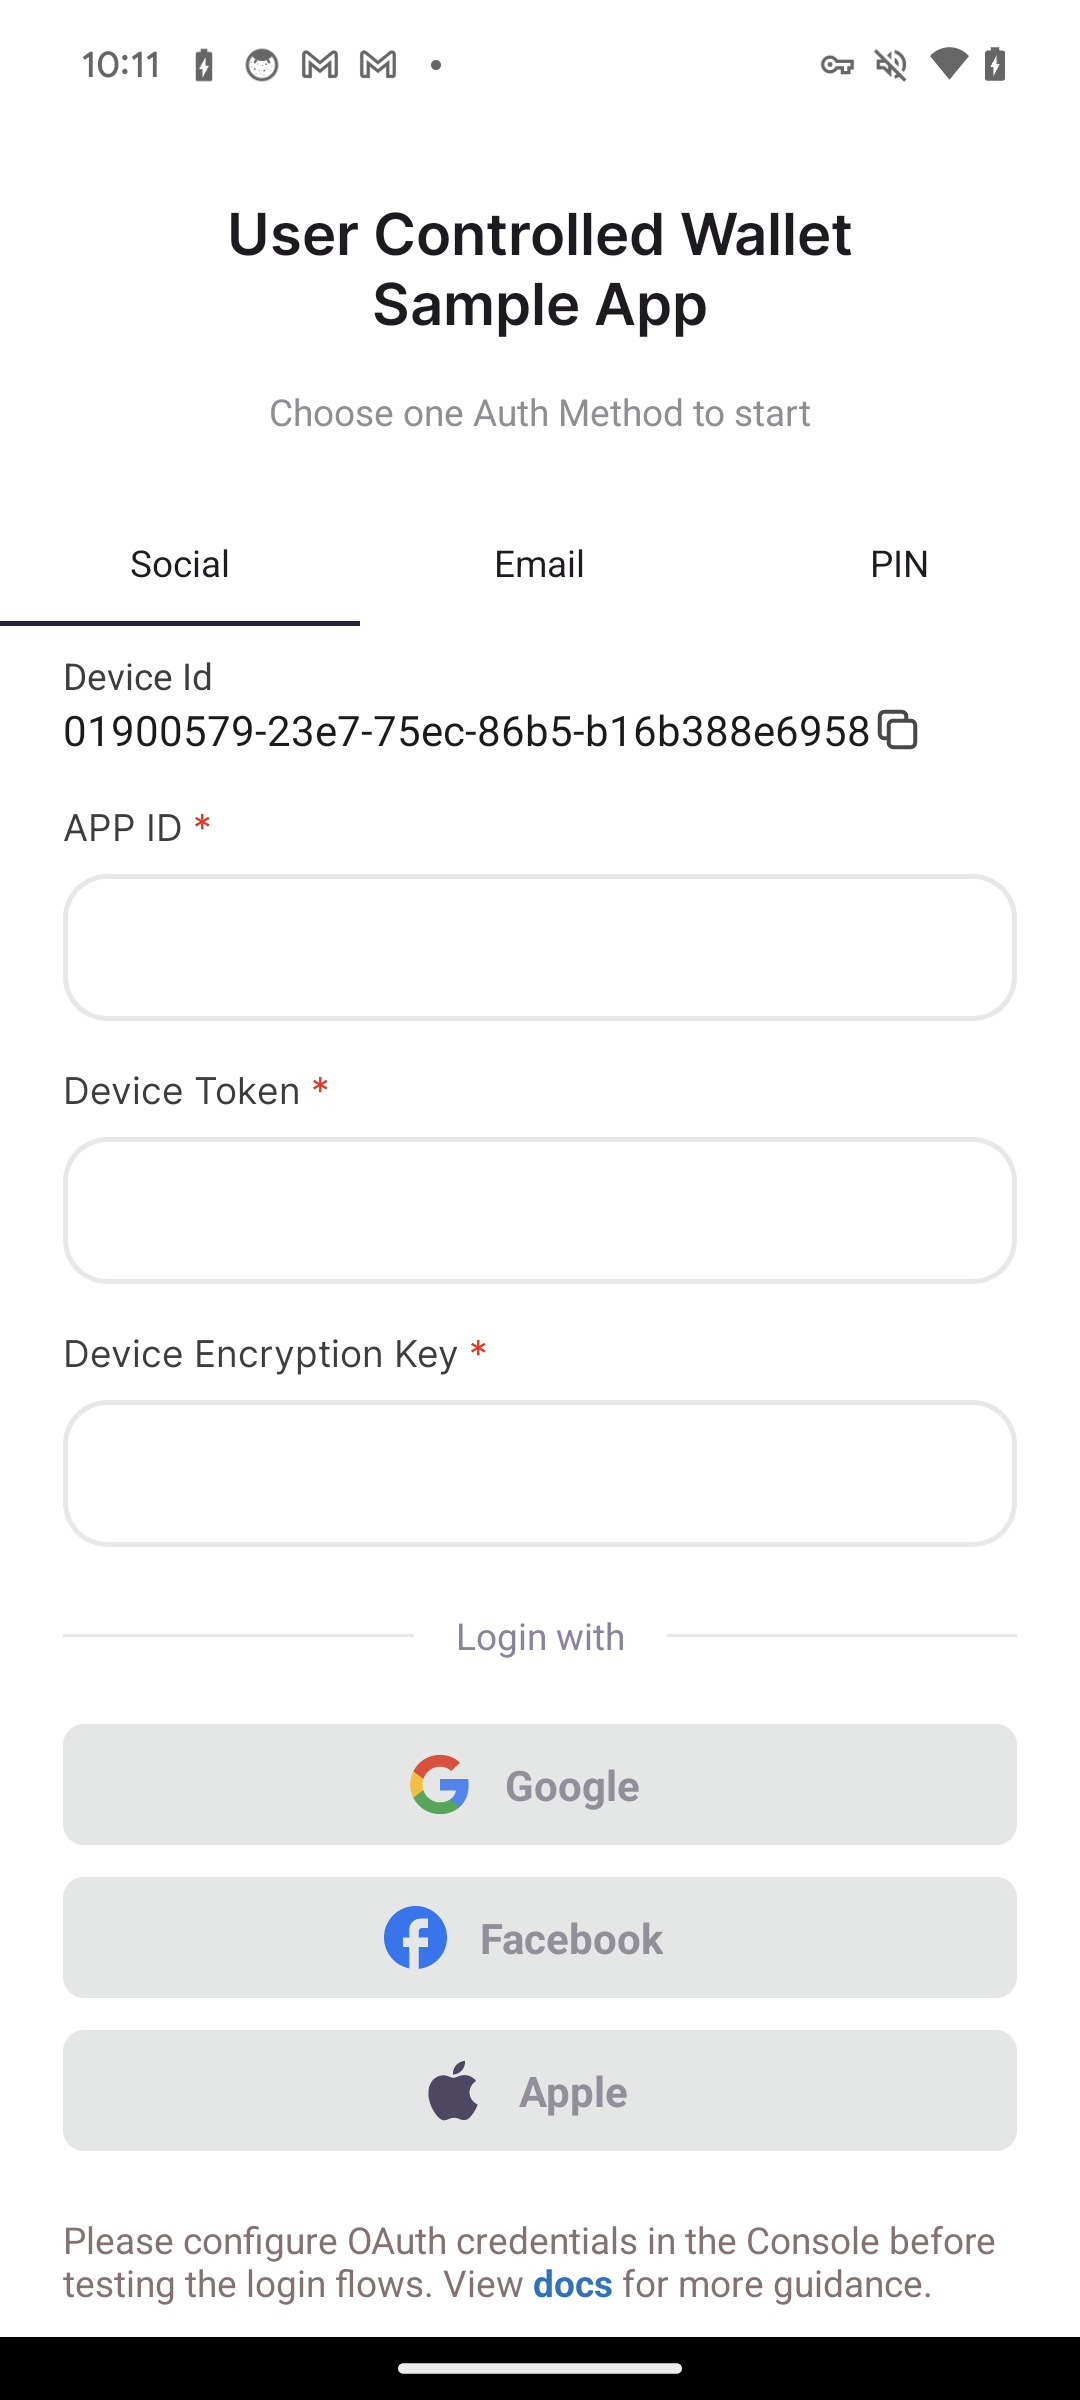 10:11
User Controlled Wallet
Sample App
Choose one Auth Method to start
Social Email PIN
Device Id
01900579-23e7-75ec-86b5-b16b388e6958
APP ID *
Device Token *
Device Encryption Key *
Login with
Google
Facebook
Apple
Please configure OAuth credentials in the Console before
testing the login flows. View docs for more guidance.